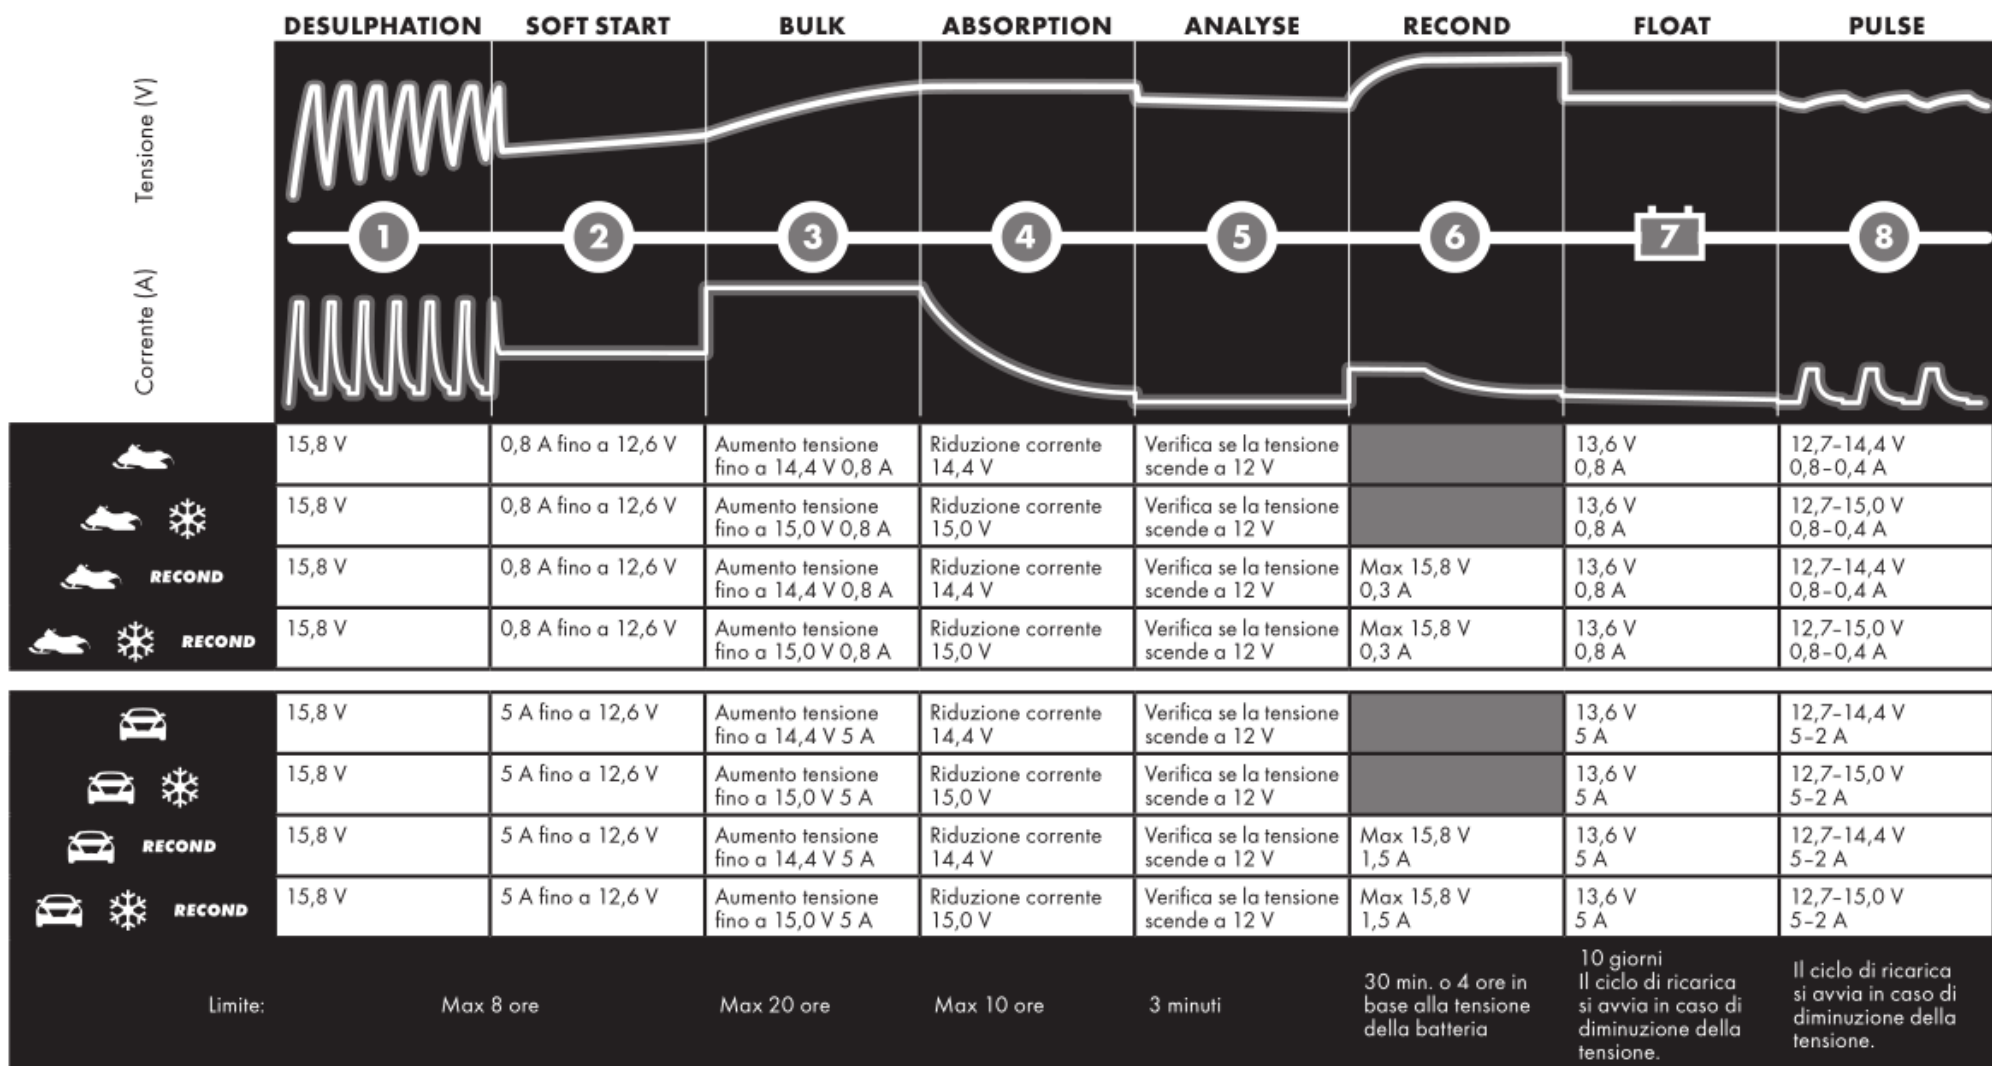 DESULPHATION SOFT START BULK ABSORPTION ANALYSE RECOND FLOAT PULSE
Tensione (V)
1 2 3 4 5 6 7 8
Corrente (A)
15,8 V
0,8 A fino a 12,6 V
Aumento tensione
fino a 14,4 V 0,8 A
Riduzione corrente
14,4 V
Verifica se la tensione
scende a 12 V
13,6 V
0,8 A
12,7–14,4 V
0,8–0,4 A
15,8 V
0,8 A fino a 12,6 V
Aumento tensione
fino a 15,0 V 0,8 A
Riduzione corrente
15,0 V
Verifica se la tensione
scende a 12 V
13,6 V
0,8 A
12,7–15,0 V
0,8–0,4 A
RECOND
15,8 V
0,8 A fino a 12,6 V
Aumento tensione
fino a 14,4 V 0,8 A
Riduzione corrente
14,4 V
Verifica se la tensione
scende a 12 V
Max 15,8 V
0,3 A
13,6 V
0,8 A
12,7–14,4 V
0,8–0,4 A
RECOND
15,8 V
0,8 A fino a 12,6 V
Aumento tensione
fino a 15,0 V 0,8 A
Riduzione corrente
15,0 V
Verifica se la tensione
scende a 12 V
Max 15,8 V
0,3 A
13,6 V
0,8 A
12,7–15,0 V
0,8–0,4 A
15,8 V
5 A fino a 12,6 V
Aumento tensione
fino a 14,4 V 5 A
Riduzione corrente
14,4 V
Verifica se la tensione
scende a 12 V
13,6 V
5 A
12,7–14,4 V
5–2 A
15,8 V
5 A fino a 12,6 V
Aumento tensione
fino a 15,0 V 5 A
Riduzione corrente
15,0 V
Verifica se la tensione
scende a 12 V
13,6 V
5 A
12,7–15,0 V
5–2 A
RECOND
15,8 V
5 A fino a 12,6 V
Aumento tensione
fino a 14,4 V 5 A
Riduzione corrente
14,4 V
Verifica se la tensione
scende a 12 V
Max 15,8 V
1,5 A
13,6 V
5 A
12,7–14,4 V
5–2 A
RECOND
15,8 V
5 A fino a 12,6 V
Aumento tensione
fino a 15,0 V 5 A
Riduzione corrente
15,0 V
Verifica se la tensione
scende a 12 V
Max 15,8 V
1,5 A
13,6 V
5 A
12,7–15,0 V
5–2 A
Limite:
Max 8 ore
Max 20 ore
Max 10 ore
3 minuti
30 min. o 4 ore in
base alla tensione
della batteria
10 giorni
Il ciclo di ricarica
si avvia in caso di
diminuzione della
tensione.
Il ciclo di ricarica
si avvia in caso di
diminuzione della
tensione.